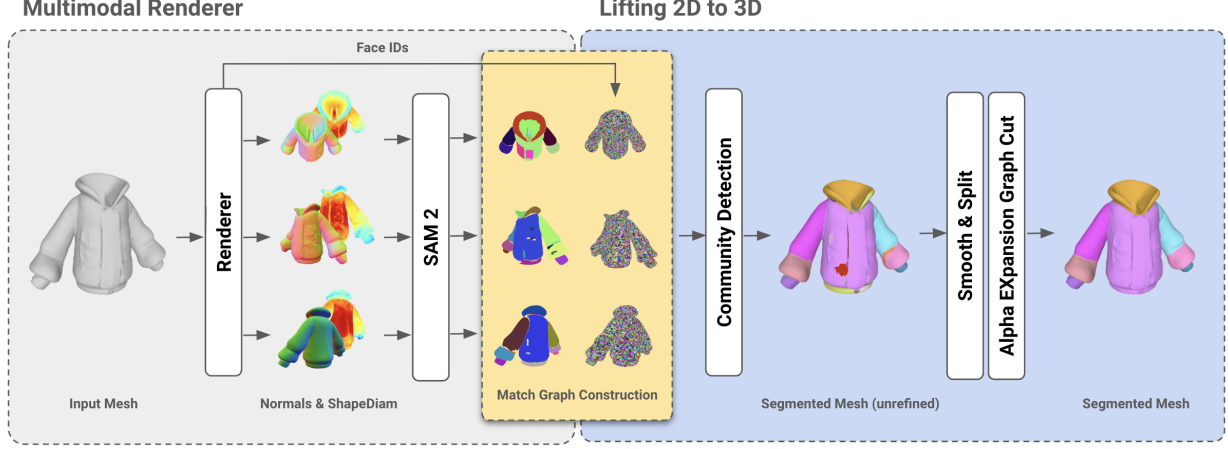 Multimodal Renderer
Lifting 2D to 3D
Face IDs
Renderer
SAM 2
Community Detection
Smooth & Split
Alpha EXpansion Graph Cut
Input Mesh
Normals & ShapeDiam
Match Graph Construction
Segmented Mesh (unrefined)
Segmented Mesh